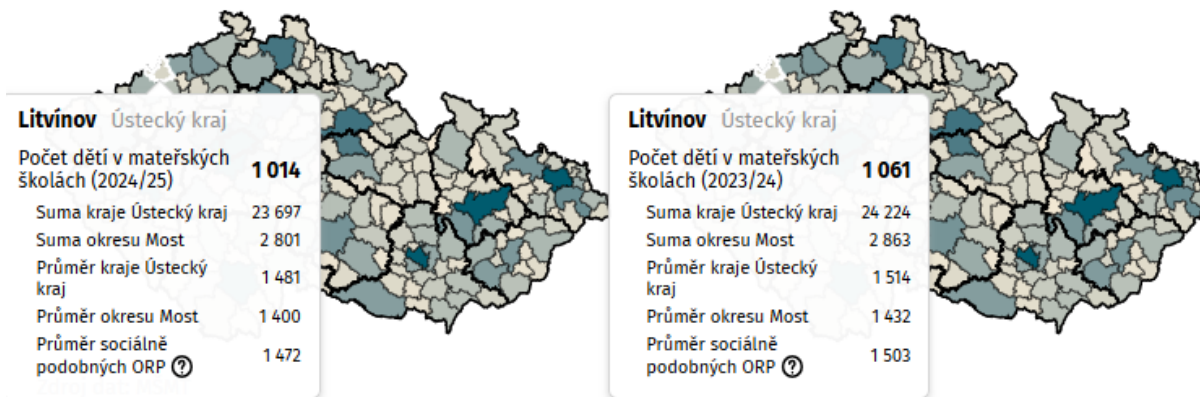 Litvínov Ústecký kraj
Počet dětí v mateřských
školách (2024/25) 1 014
Suma kraje Ústecký kraj 23 697
Suma okresu Most 2 801
Průměr kraje Ústecký
kraj 1 481
Průměr okresu Most 1 400
Průměr sociálně
podobných ORP ? 1 472
Zdroj dat: MŠMT
Litvínov Ústecký kraj
Počet dětí v mateřských
školách (2023/24) 1 061
Suma kraje Ústecký kraj 24 224
Suma okresu Most 2 863
Průměr kraje Ústecký
kraj 1 514
Průměr okresu Most 1 432
Průměr sociálně
podobných ORP ? 1 503